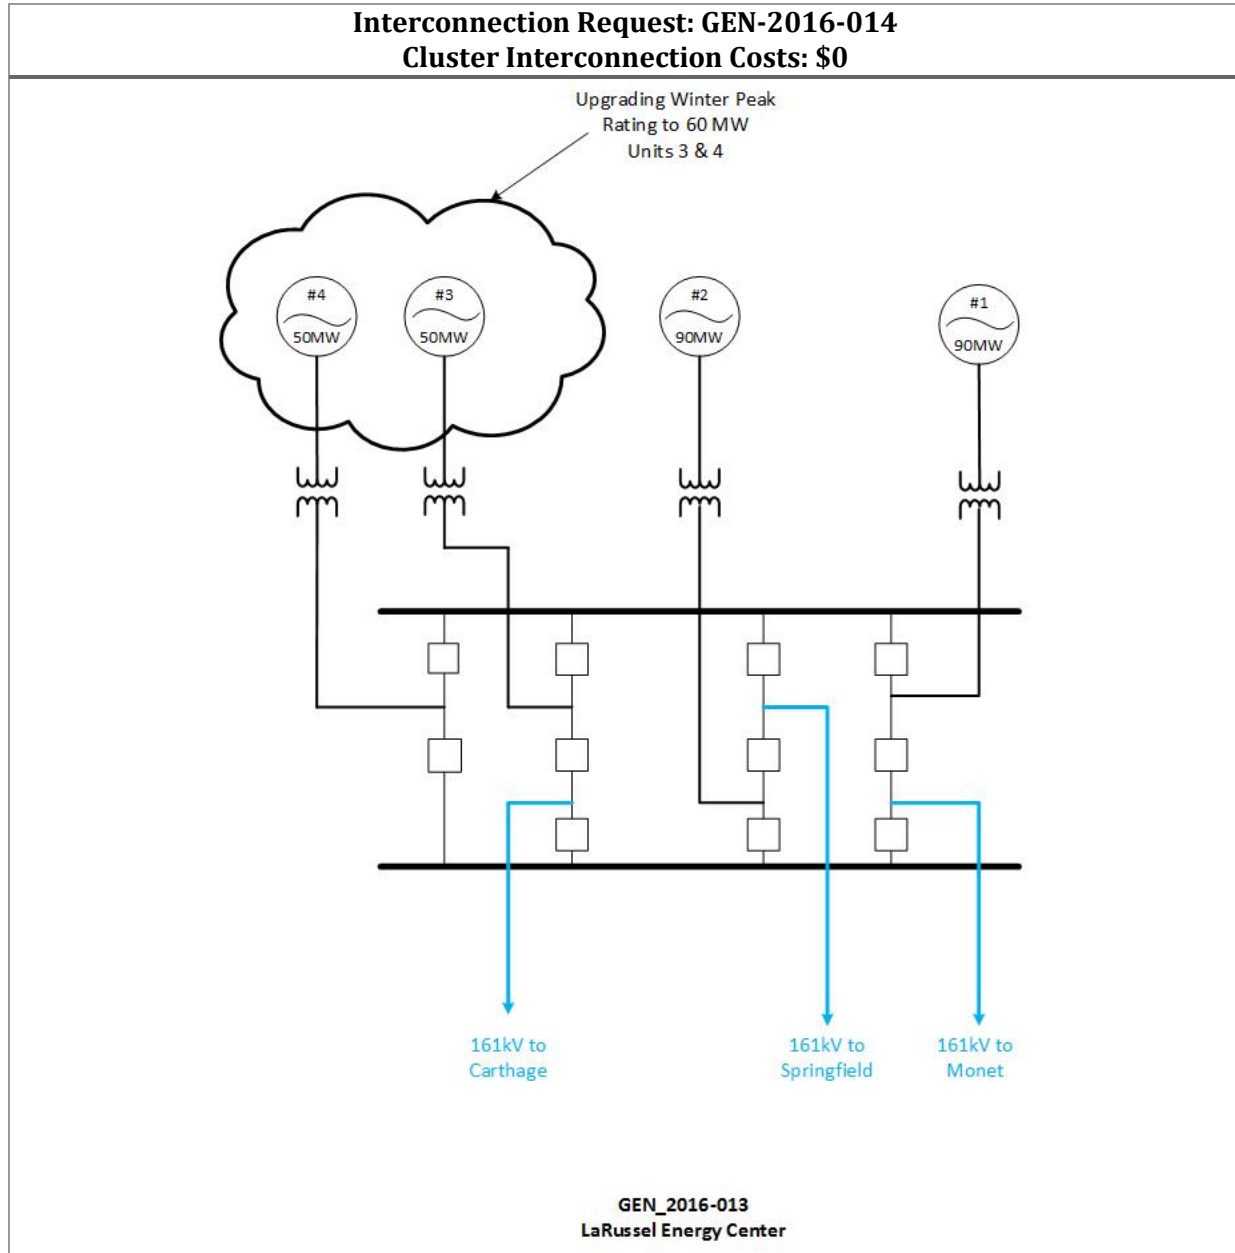 Interconnection Request: GEN-2016-014
Cluster Interconnection Costs: $0
Upgrading Winter Peak
Rating to 60 MW
Units 3 & 4
#4
50MW
#3
50MW
#2
90MW
#1
90MW
161kV to
Carthage
161kV to
Springfield
161kV to
Monet
GEN_2016-013
LaRussel Energy Center